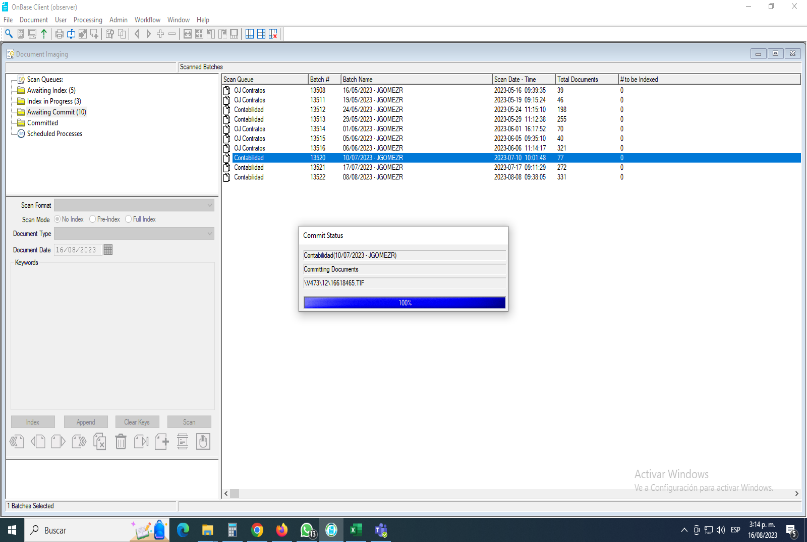 OnBase Client (observer)
File Document User Processing Admin Workflow Window Help
Document Imaging
Scanned Batches
Scan Queues:
Awaiting Index (5)
Index in Progress (3)
Awaiting Commit (10)
Committed
Scheduled Processes
Scan Queue Batch # Batch Name Scan Date - Time Total Documents # to be Indexed
OJ Contratos 13508 16/05/2023 - JGOMEZR 2023-05-16 09:39:35 39 0
OJ Contratos 13511 19/05/2023 - JGOMEZR 2023-05-19 09:15:24 46 0
Contabilidad 13512 24/05/2023 - JGOMEZR 2023-05-24 11:15:10 198 0
Contabilidad 13513 29/05/2023 - JGOMEZR 2023-05-29 11:12:38 255 0
OJ Contratos 13514 01/06/2023 - JGOMEZR 2023-06-01 16:17:52 70 0
OJ Contratos 13515 05/06/2023 - JGOMEZR 2023-06-05 09:35:10 40 0
OJ Contratos 13516 06/06/2023 - JGOMEZR 2023-06-06 11:14:17 321 0
Contabilidad 13520 10/07/2023 - JGOMEZR 2023-07-10 10:01:48 77 0
Contabilidad 13521 17/07/2023 - JGOMEZR 2023-07-17 09:11:29 272 0
Contabilidad 13522 08/08/2023 - JGOMEZR 2023-08-08 09:38:05 331 0
Scan Format
Scan Mode No Index Pre-Index Full Index
Document Type
Document Date 16/08/2023
Keywords
Index Append Clear Keys Scan
Commit Status
Contabilidad(10/07/2023 - JGOMEZR)
Committing Documents
\V473\12\16618465.TIF
100%
Activar Windows
Ve a Configuración para activar Windows.
1 Batches Selected
Buscar
13
ESP
3:14 p. m.
16/08/2023
5